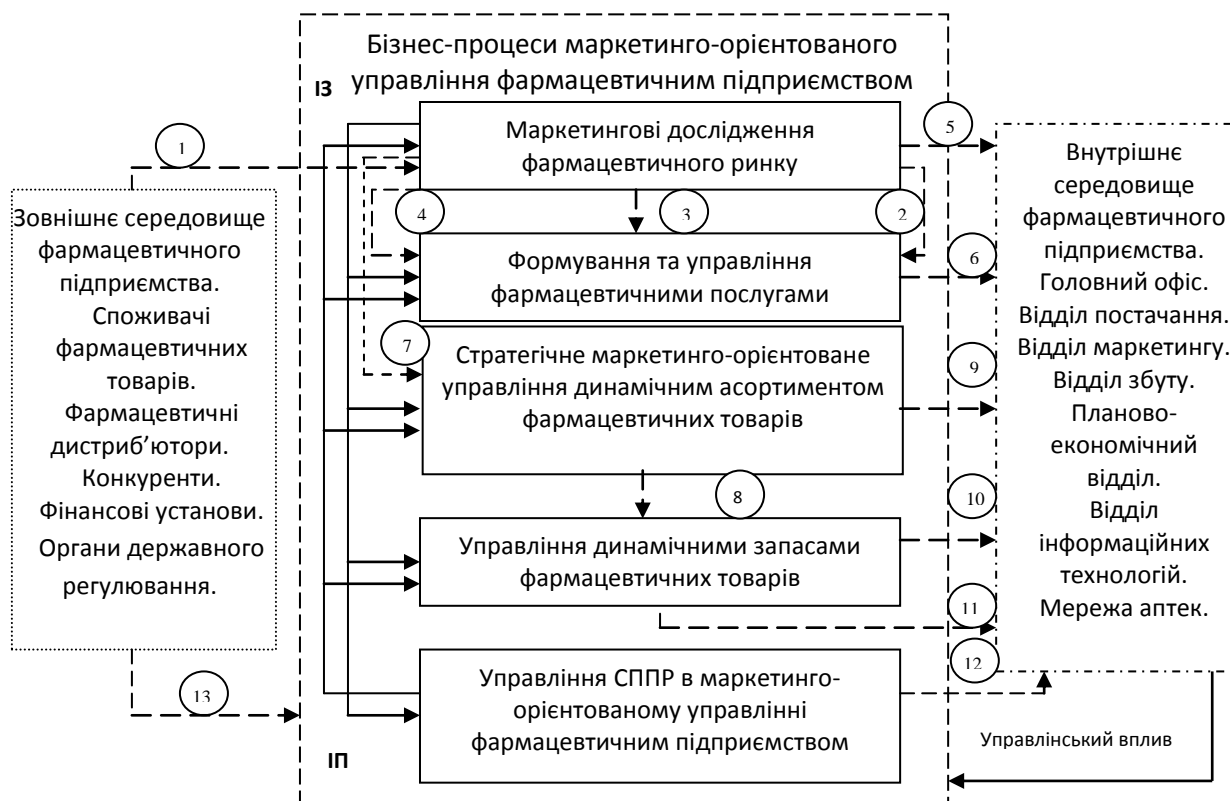 Бізнес-процеси маркетинго-орієнтованого
управління фармацевтичним підприємством
ІЗ
Маркетингові дослідження
фармацевтичного ринку
5
1
4
3
2
Зовнішнє середовище
фармацевтичного
підприємства.
Споживачі
фармацевтичних
товарів.
Фармацевтичні
дистриб’ютори.
Конкуренти.
Фінансові установи.
Органи державного
регулювання.
Формування та управління
фармацевтичними послугами
6
7
Стратегічне маркетинго-орієнтоване
управління динамічним асортиментом
фармацевтичних товарів
9
8
10
Управління динамічними запасами
фармацевтичних товарів
11
12
Управління СППР в маркетинго-
орієнтованому управлінні
фармацевтичним підприємством
13
ІП
Внутрішнє
середовище
фармацевтичного
підприємства.
Головний офіс.
Відділ постачання.
Відділ маркетингу.
Відділ збуту.
Планово-
економічний
відділ.
Відділ
інформаційних
технологій.
Мережа аптек.
Управлінський вплив